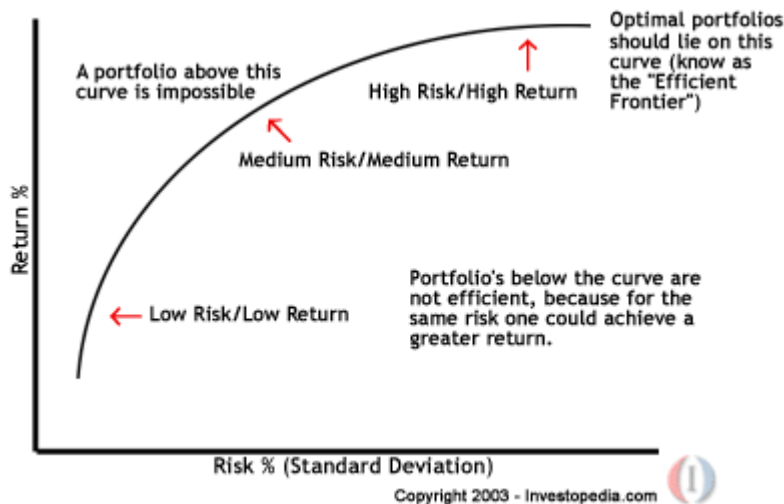 Optimal portfolios
should lie on this
curve (know as
the "Efficient
Frontier")
A portfolio above this
curve is impossible
High Risk/High Return
Medium Risk/Medium Return
Return %
Portfolio's below the curve are
not efficient, because for the
same risk one could achieve a
greater return.
Low Risk/Low Return
Risk % (Standard Deviation)
Copyright 2003 - Investopedia.com
I